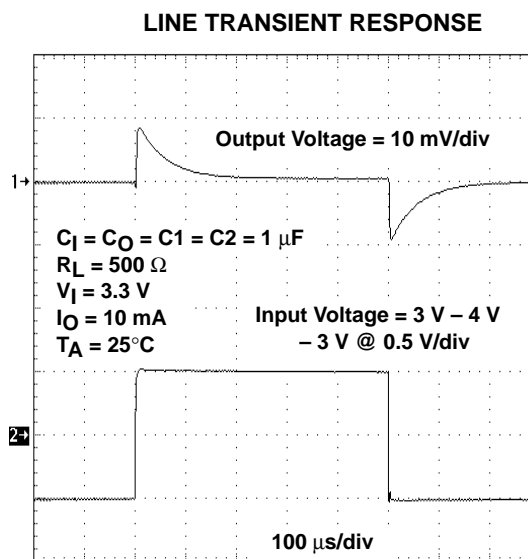 LINE TRANSIENT RESPONSE
Output Voltage = 10 mV/div
1→
CI = CO = C1 = C2 = 1 μF
RL = 500 Ω
VI = 3.3 V
IO = 10 mA
TA = 25°C
Input Voltage = 3 V – 4 V
– 3 V @ 0.5 V/div
2→
100 μs/div